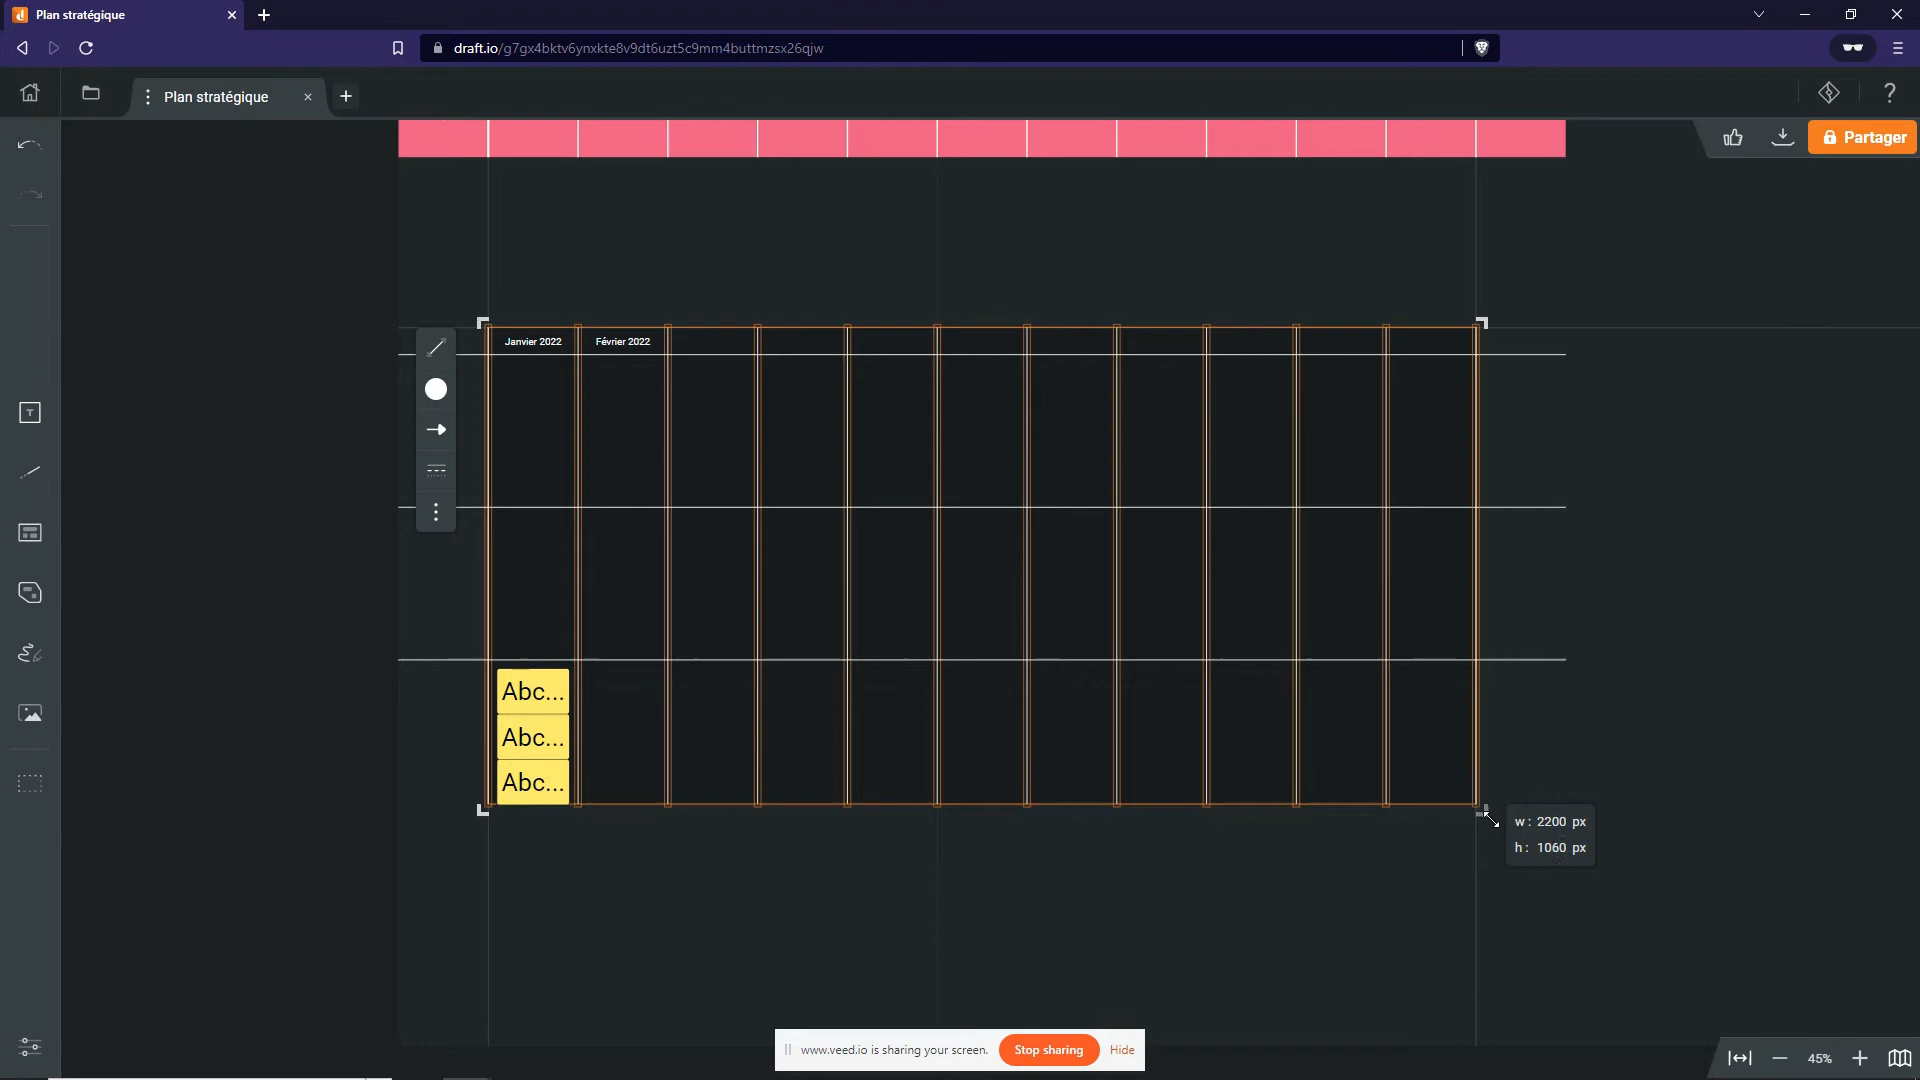 Plan stratégique
draft.io/g7gx4bktv6ynxkte8v9dt6uzt5c9mm4buttmzsx26qjw
Plan stratégique
Partager
Janvier 2022
Février 2022
Abc...
Abc...
Abc...
w: 2200 px
h: 1060 px
www.veed.io is sharing your screen.
Stop sharing
Hide
45%